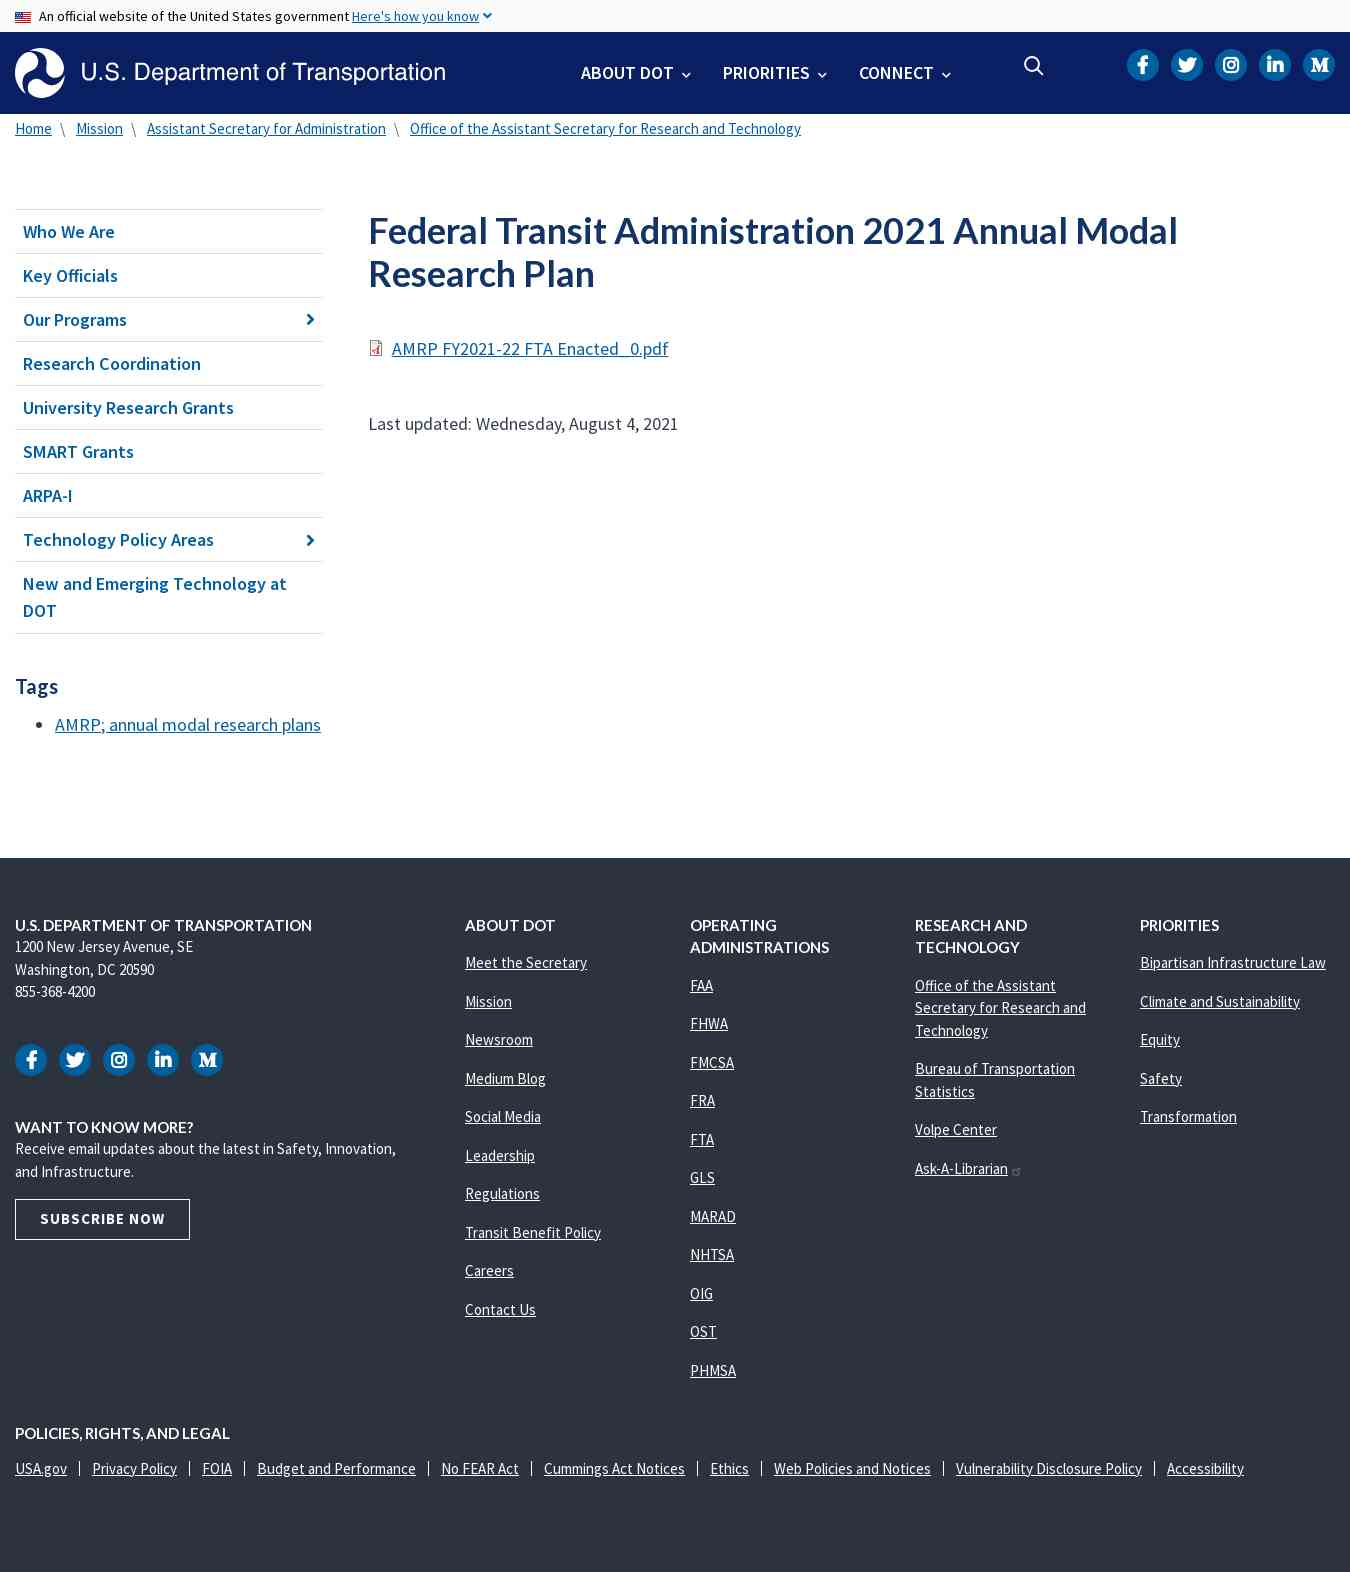 An official website of the United States government Here's how you know
U.S. Department of Transportation
ABOUT DOT
PRIORITIES
CONNECT
Home \ Mission \ Assistant Secretary for Administration \ Office of the Assistant Secretary for Research and Technology
Who We Are
Key Officials
Our Programs
Research Coordination
University Research Grants
SMART Grants
ARPA-I
Technology Policy Areas
New and Emerging Technology at
DOT
Tags
AMRP; annual modal research plans
Federal Transit Administration 2021 Annual Modal
Research Plan
AMRP FY2021-22 FTA Enacted_0.pdf
Last updated: Wednesday, August 4, 2021
U.S. DEPARTMENT OF TRANSPORTATION
1200 New Jersey Avenue, SE
Washington, DC 20590
855-368-4200
WANT TO KNOW MORE?
Receive email updates about the latest in Safety, Innovation,
and Infrastructure.
SUBSCRIBE NOW
ABOUT DOT
Meet the Secretary
Mission
Newsroom
Medium Blog
Social Media
Leadership
Regulations
Transit Benefit Policy
Careers
Contact Us
OPERATING
ADMINISTRATIONS
FAA
FHWA
FMCSA
FRA
FTA
GLS
MARAD
NHTSA
OIG
OST
PHMSA
RESEARCH AND
TECHNOLOGY
Office of the Assistant
Secretary for Research and
Technology
Bureau of Transportation
Statistics
Volpe Center
Ask-A-Librarian
PRIORITIES
Bipartisan Infrastructure Law
Climate and Sustainability
Equity
Safety
Transformation
POLICIES, RIGHTS, AND LEGAL
USA.gov | Privacy Policy | FOIA | Budget and Performance | No FEAR Act | Cummings Act Notices | Ethics | Web Policies and Notices | Vulnerability Disclosure Policy | Accessibility